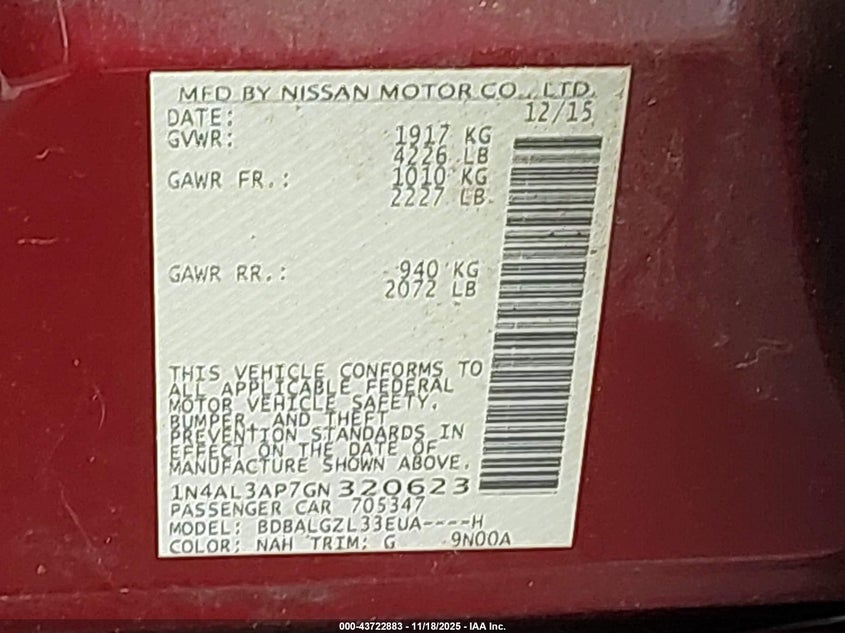 MFD BY NISSAN MOTOR CO., LTD.
DATE: 12/15
GVWR: 1917 KG
4226 LB
GAWR FR.: 1010 KG
2227 LB
GAWR RR.: 940 KG
2072 LB
THIS VEHICLE CONFORMS TO
ALL APPLICABLE FEDERAL
MOTOR VEHICLE SAFETY,
BUMPER, AND THEFT
PREVENTION STANDARDS IN
EFFECT ON THE DATE OF
MANUFACTURE SHOWN ABOVE.
1N4AL3AP7GN320623
PASSENGER CAR 705347
MODEL: BDBALGZL33EUA----H
COLOR: NAH TRIM: G 9N00A
000-43722883 - 11/18/2025 - IAA Inc.